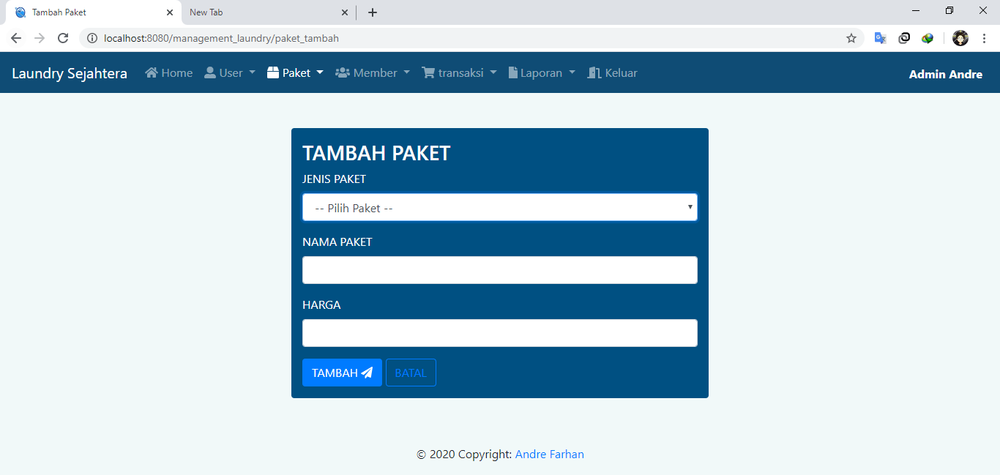 Tambah Paket
New Tab
localhost:8080/management_laundry/paket_tambah
Laundry Sejahtera Home User Paket Member transaksi Laporan Keluar Admin Andre
TAMBAH PAKET
JENIS PAKET
-- Pilih Paket --
NAMA PAKET
HARGA
TAMBAH BATAL
© 2020 Copyright: Andre Farhan